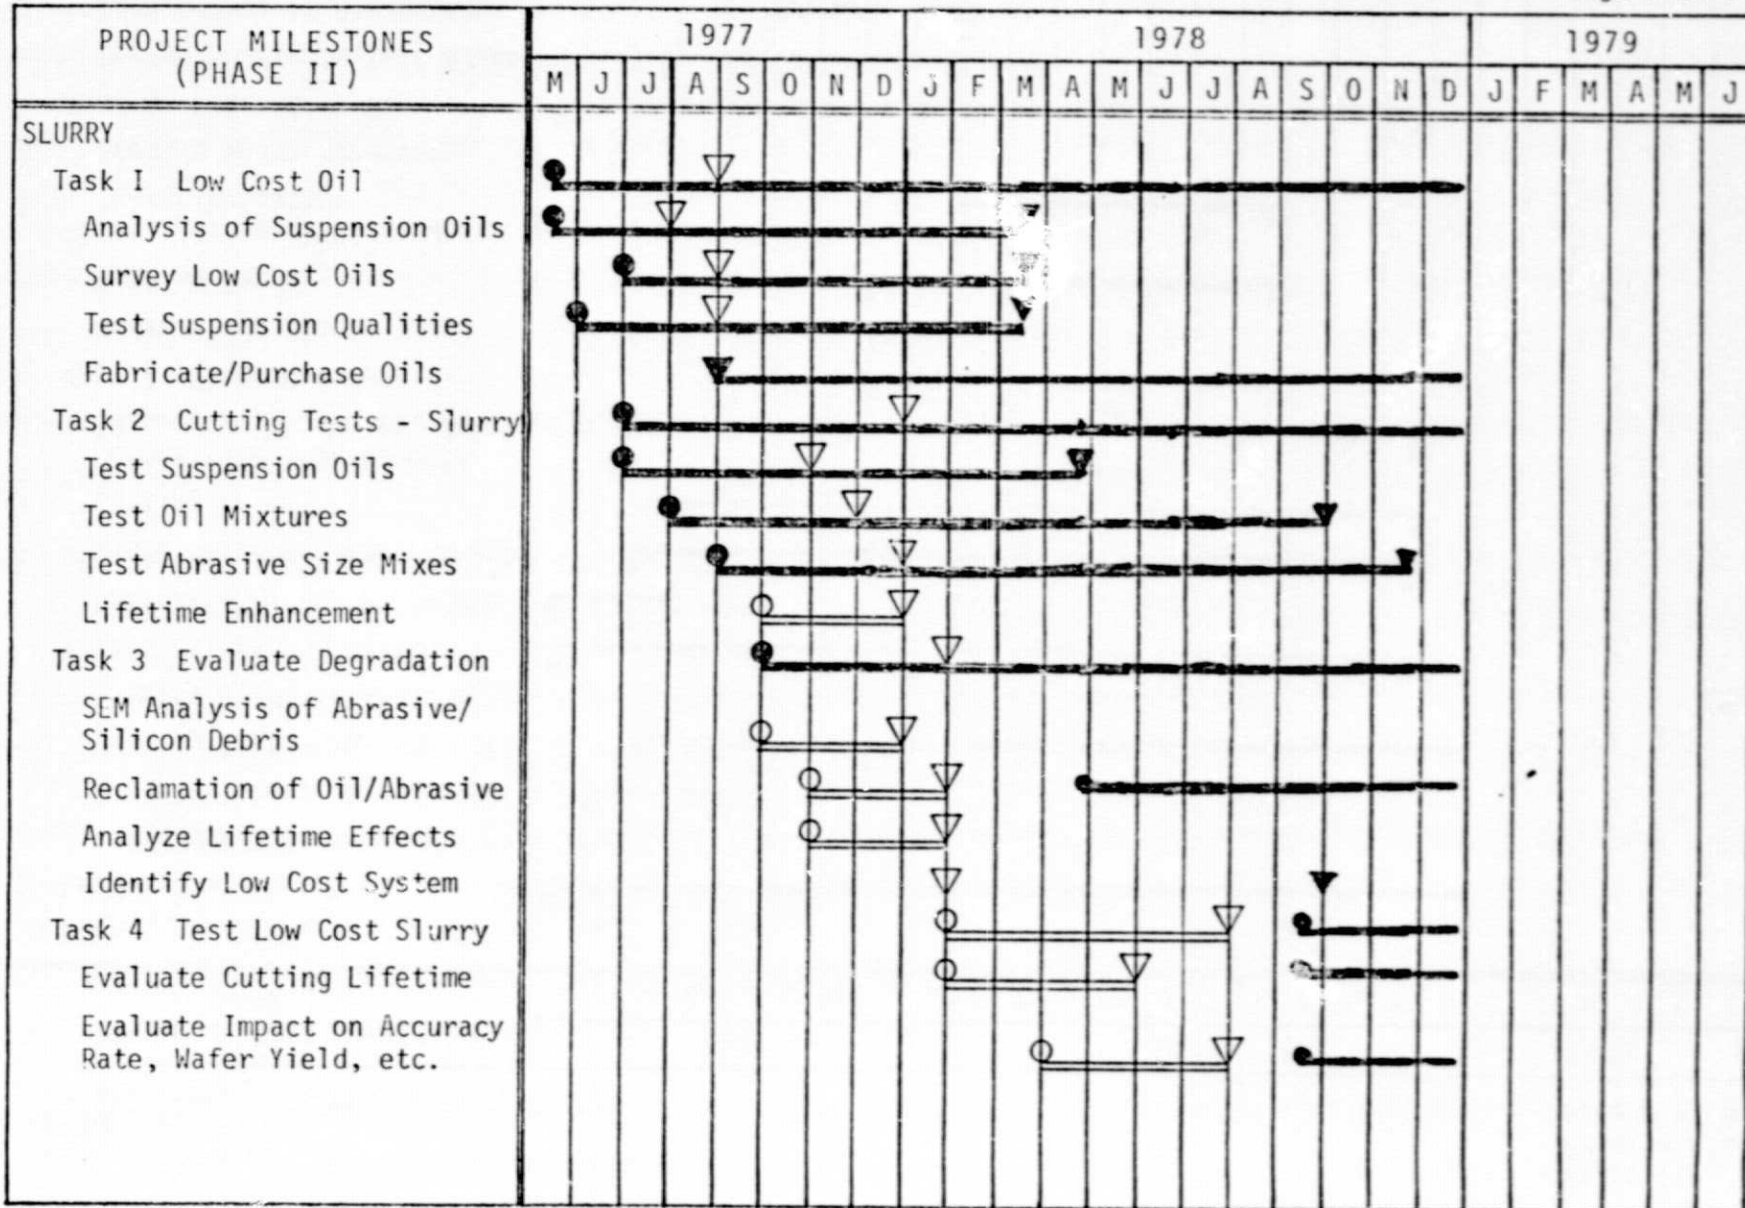 PROJECT MILESTONES
(PHASE II)
1977 1978 1979
M J J A S O N D J F M A M J J A S O N D J F M A M J
SLURRY
Task I Low Cost Oil
Analysis of Suspension Oils
Survey Low Cost Oils
Test Suspension Qualities
Fabricate/Purchase Oils
Task 2 Cutting Tests - Slurry
Test Suspension Oils
Test Oil Mixtures
Test Abrasive Size Mixes
Lifetime Enhancement
Task 3 Evaluate Degradation
SEM Analysis of Abrasive/
Silicon Debris
Reclamation of Oil/Abrasive
Analyze Lifetime Effects
Identify Low Cost System
Task 4 Test Low Cost Slurry
Evaluate Cutting Lifetime
Evaluate Impact on Accuracy
Rate, Wafer Yield, etc.